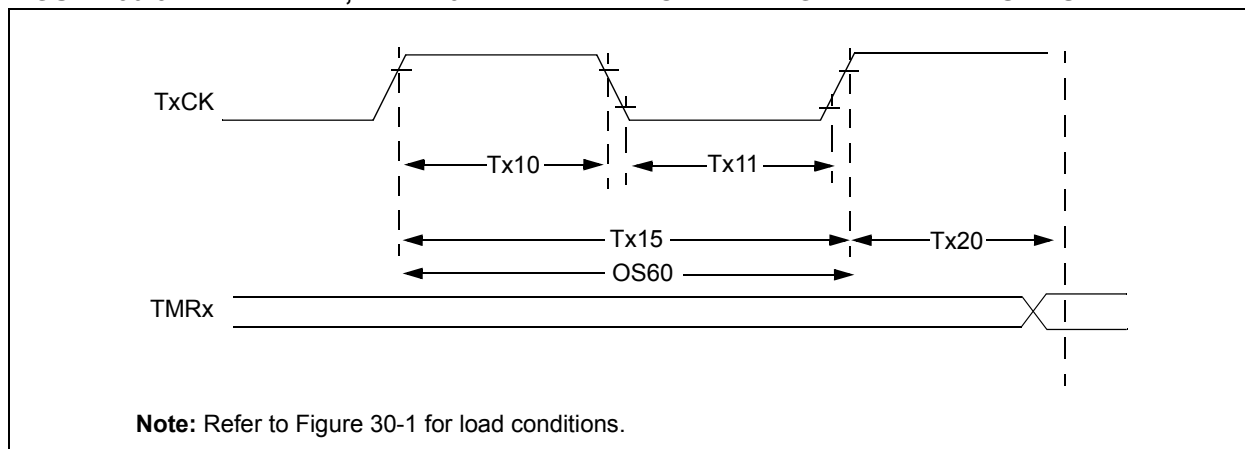 TxCK
Tx10
Tx11
Tx15
Tx20
OS60
TMRx
Note: Refer to Figure 30-1 for load conditions.